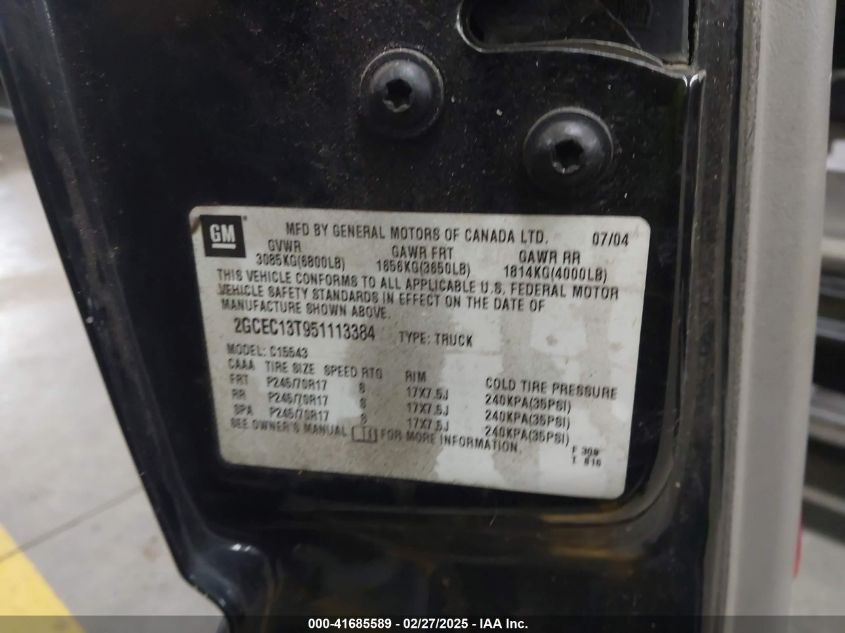 GM
MFD BY GENERAL MOTORS OF CANADA LTD. 07/04
GVWR GAWR FRT GAWR RR
3085KG(6800LB) 1656KG(3650LB) 1814KG(4000LB)
THIS VEHICLE CONFORMS TO ALL APPLICABLE U.S. FEDERAL MOTOR
VEHICLE SAFETY STANDARDS IN EFFECT ON THE DATE OF
MANUFACTURE SHOWN ABOVE.
2GCEC13T951113384 TYPE: TRUCK
MODEL: C15543
TIRE SIZE SPEED RTG RIM COLD TIRE PRESSURE
FRT P245/70R17 S 17X7.5J 240KPA(35PSI)
RR P245/70R17 S 17X7.5J 240KPA(35PSI)
SPA P245/70R17 S 17X7.5J 240KPA(35PSI)
SEE OWNER'S MANUAL FOR MORE INFORMATION
000-41685589 - 02/27/2025 - IAA Inc.